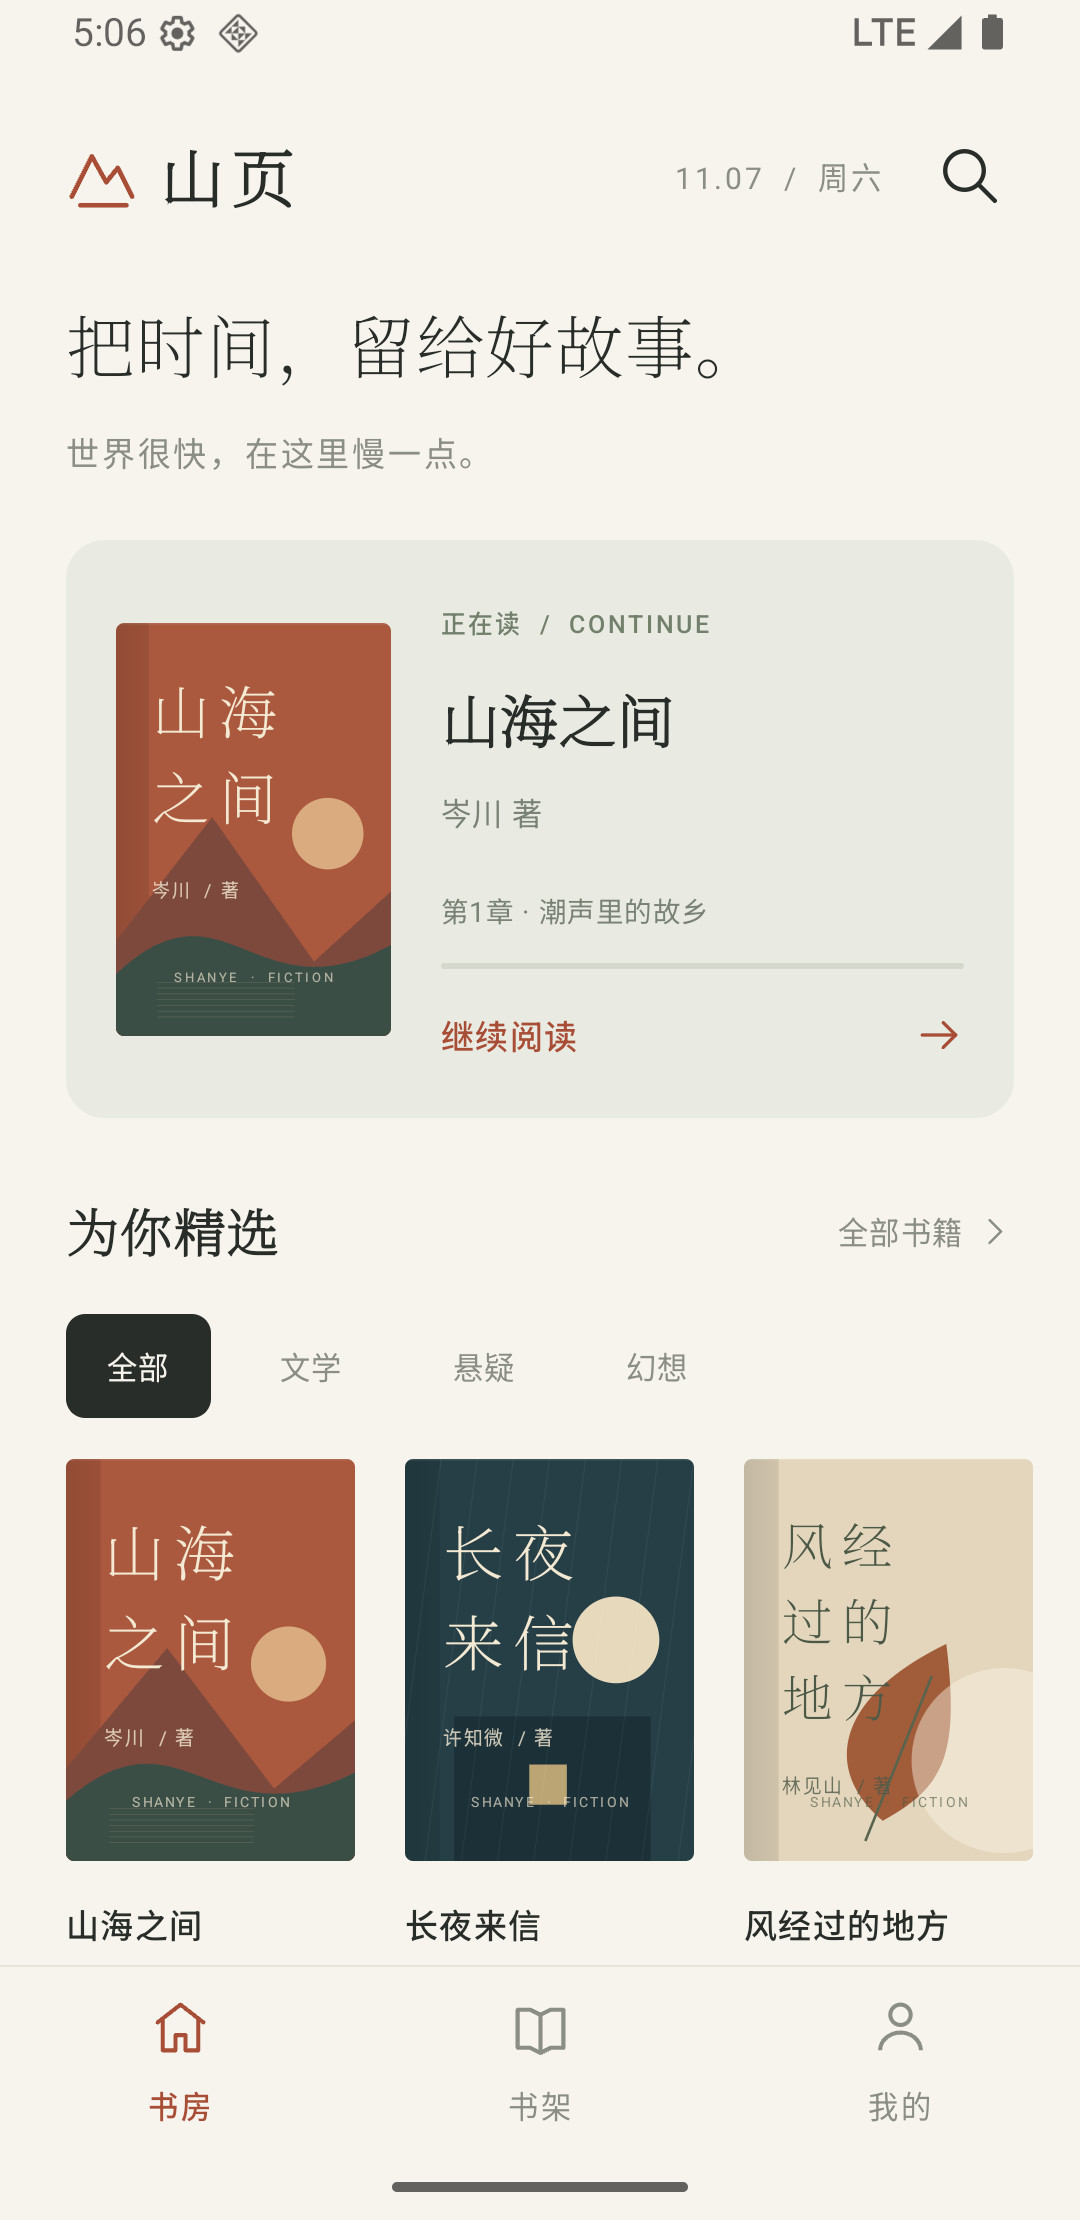 5:06 LTE
山页
11.07 / 周六
把时间，留给好故事。
世界很快，在这里慢一点。
山海
之间
岑川 / 著
SHANYE · FICTION
正在读 / CONTINUE
山海之间
岑川 著
第1章 · 潮声里的故乡
继续阅读
为你精选
全部书籍
全部 文学 悬疑 幻想
山海
之间
岑川 / 著
SHANYE · FICTION
长夜
来信
许知微 / 著
SHANYE · FICTION
风经
过的
地方
林见山 / 著
SHANYE · FICTION
山海之间
长夜来信
风经过的地方
书房 书架 我的